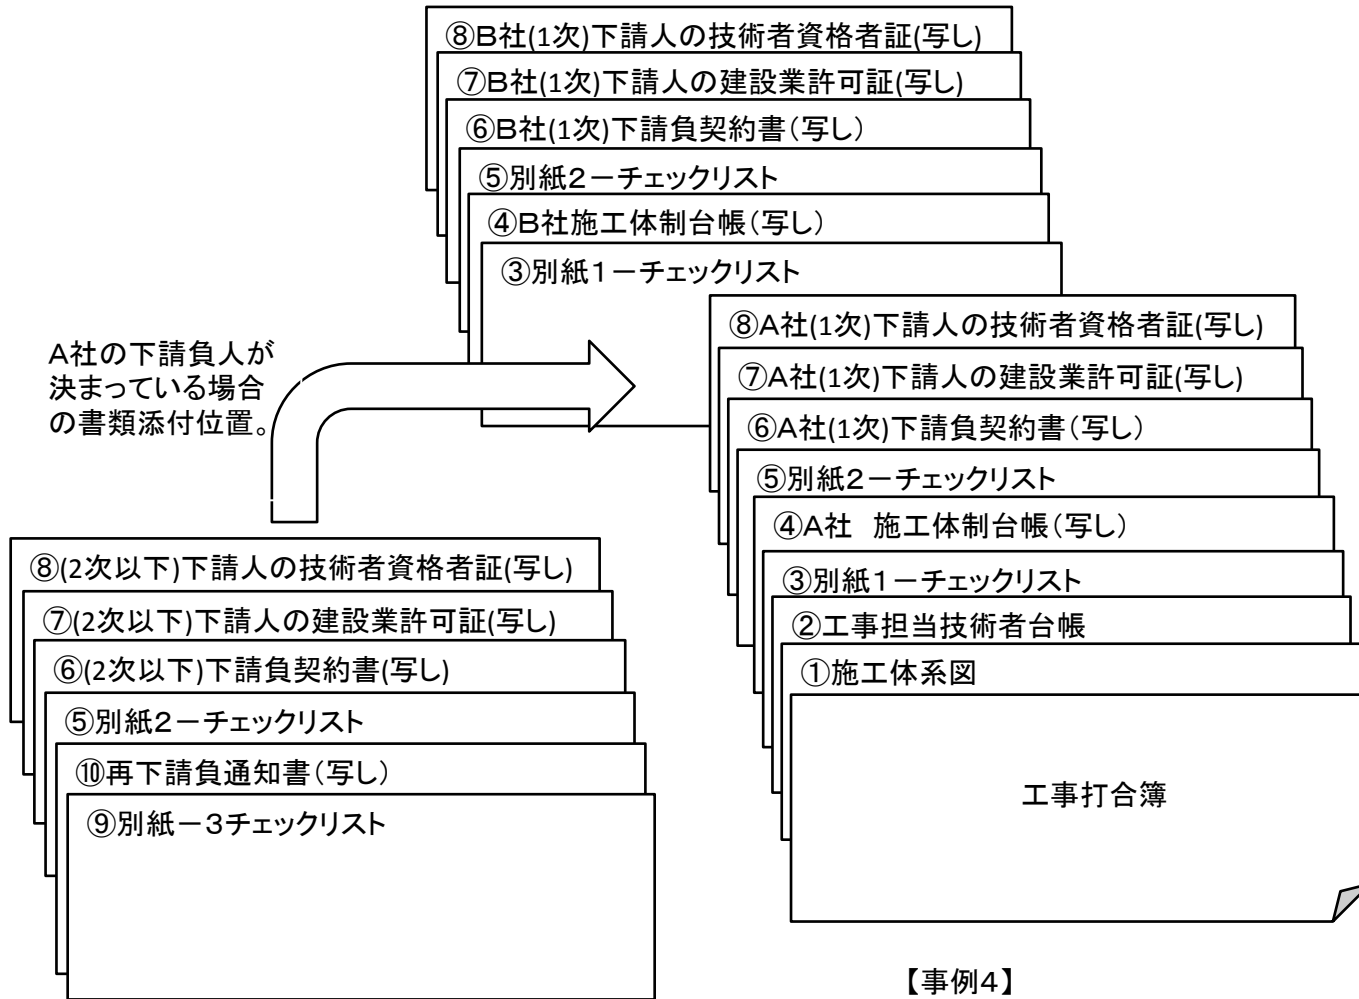 ⑧B社(1次)下請人の技術者資格者証(写し)
⑦B社(1次)下請人の建設業許可証(写し)
⑥B社(1次)下請負契約書(写し)
⑤別紙2-チェックリスト
④B社施工体制台帳(写し)
③別紙1-チェックリスト
⑧A社(1次)下請人の技術者資格者証(写し)
⑦A社(1次)下請人の建設業許可証(写し)
⑥A社(1次)下請負契約書(写し)
⑤別紙2-チェックリスト
④A社 施工体制台帳(写し)
③別紙1-チェックリスト
②工事担当技術者台帳
①施工体系図
工事打合簿
A社の下請負人が
決まっている場合
の書類添付位置。
⑧(2次以下)下請人の技術者資格者証(写し)
⑦(2次以下)下請人の建設業許可証(写し)
⑥(2次以下)下請負契約書(写し)
⑤別紙2-チェックリスト
⑩再下請負通知書(写し)
⑨別紙-3チェックリスト
【事例4】